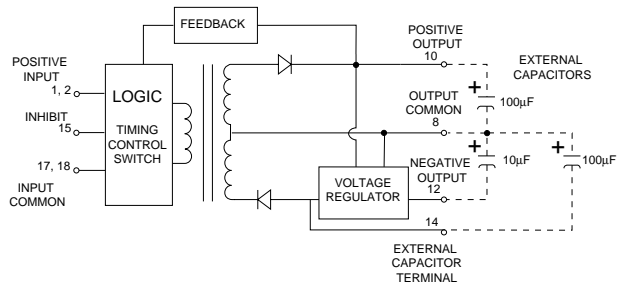 FEEDBACK
POSITIVE
OUTPUT
10
EXTERNAL
CAPACITORS
POSITIVE
INPUT
1, 2
INHIBIT
15
17, 18
INPUT
COMMON
LOGIC
TIMING
CONTROL
SWITCH
+
100µF
OUTPUT
COMMON
8
+
10µF
+
100µF
NEGATIVE
OUTPUT
12
VOLTAGE
REGULATOR
14
EXTERNAL
CAPACITOR
TERMINAL